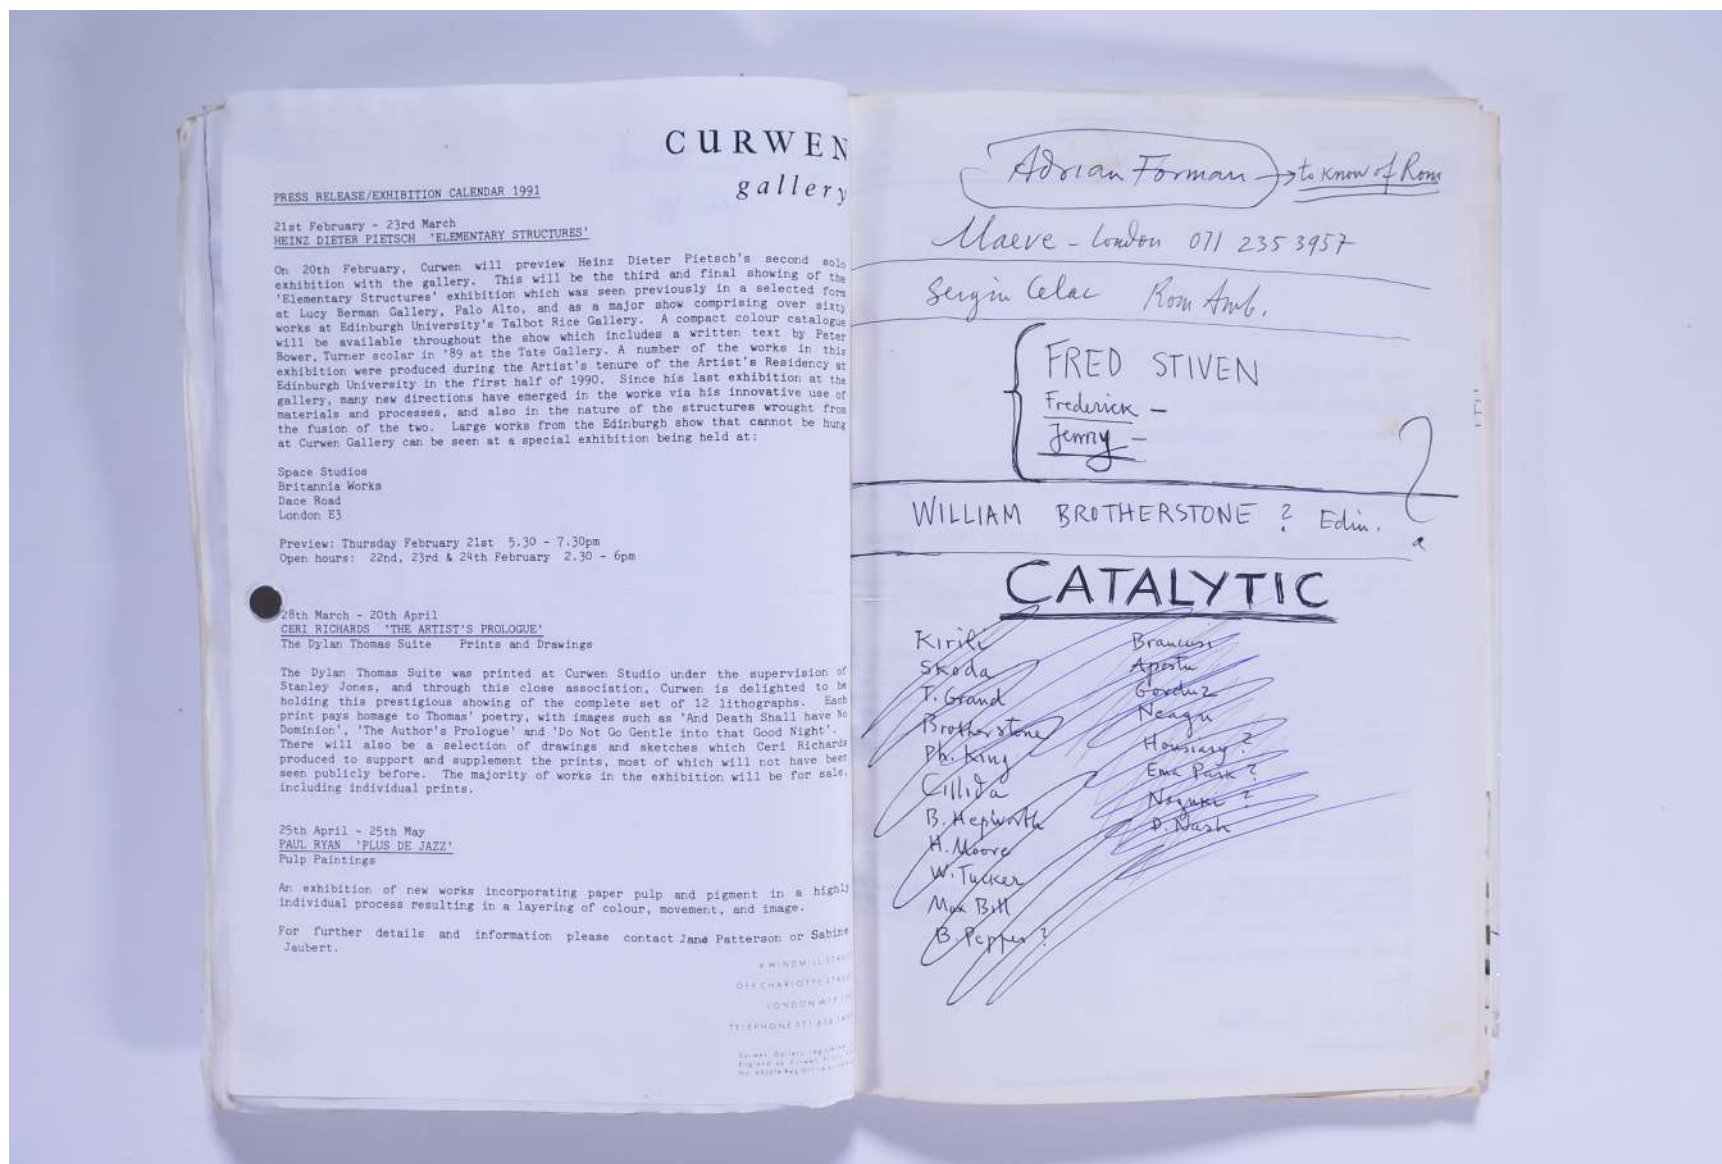 CURWEN
gallery
PRESS RELEASE/EXHIBITION CALENDAR 1991
21st February - 23rd March
HEINZ DIETER PIETSCH 'ELEMENTARY STRUCTURES'
On 20th February, Curwen will preview Heinz Dieter Pietsch's second solo
exhibition with the gallery. This will be the third and final showing of the
'Elementary Structures' exhibition which was seen previously in a selected form
at Lucy Berman Gallery, Palo Alto, and as a major show comprising over sixty
works at Edinburgh University's Talbot Rice Gallery. A compact colour catalogue
will be available throughout the show which includes a written text by Peter
Bower, Turner scolar in '89 at the Tate Gallery. A number of the works in this
exhibition were produced during the Artist's tenure of the Artist's Residency at
Edinburgh University in the first half of 1990. Since his last exhibition at the
gallery, many new directions have emerged in the works via his innovative use of
materials and processes, and also in the nature of the structures wrought from
the fusion of the two. Large works from the Edinburgh show that cannot be hung
at Curwen Gallery can be seen at a special exhibition being held at:
Space Studios
Britannia Works
Dace Road
London E3
Preview: Thursday February 21st 5.30 - 7.30pm
Open hours: 22nd, 23rd & 24th February 2.30 - 6pm
28th March - 20th April
CERI RICHARDS 'THE ARTIST'S PROLOGUE'
The Dylan Thomas Suite Prints and Drawings
The Dylan Thomas Suite was printed at Curwen Studio under the supervision of
Stanley Jones, and through this close association, Curwen is delighted to be
holding this prestigious showing of the complete set of 12 lithographs. Each
print pays homage to Thomas' poetry, with images such as 'And Death Shall have No
Dominion', 'The Author's Prologue' and 'Do Not Go Gentle into that Good Night'.
There will also be a selection of drawings and sketches which Ceri Richards
produced to support and supplement the prints, most of which will not have been
seen publicly before. The majority of works in the exhibition will be for sale,
including individual prints.
25th April - 25th May
PAUL RYAN 'PLUS DE JAZZ'
Pulp Paintings
An exhibition of new works incorporating paper pulp and pigment in a highly
individual process resulting in a layering of colour, movement, and image.
For further details and information please contact Jane Patterson or Sabine
Jaubert.
WINDMILL
OFF CHARLOTTE
LONDON
TELEPHONE 071
Adrian Forman → to know of Rom
Maeve - London 071 235 3957
Sergiu Celac Rom Amb.
FRED STIVEN
Frederick -
Jenny -
WILLIAM BROTHERSTONE ? Edin.
CATALYTIC
Kirili
Skoda
T. Grand
Brotherstone
Ph. King
Cillida
B. Hepworth
H. Moore
W. Tucker
Max Bill
B. Pepper ?
Brancusi
Apostu
Gorduz
Neagu
Housiary ?
Ema Park ?
?
D. Nash